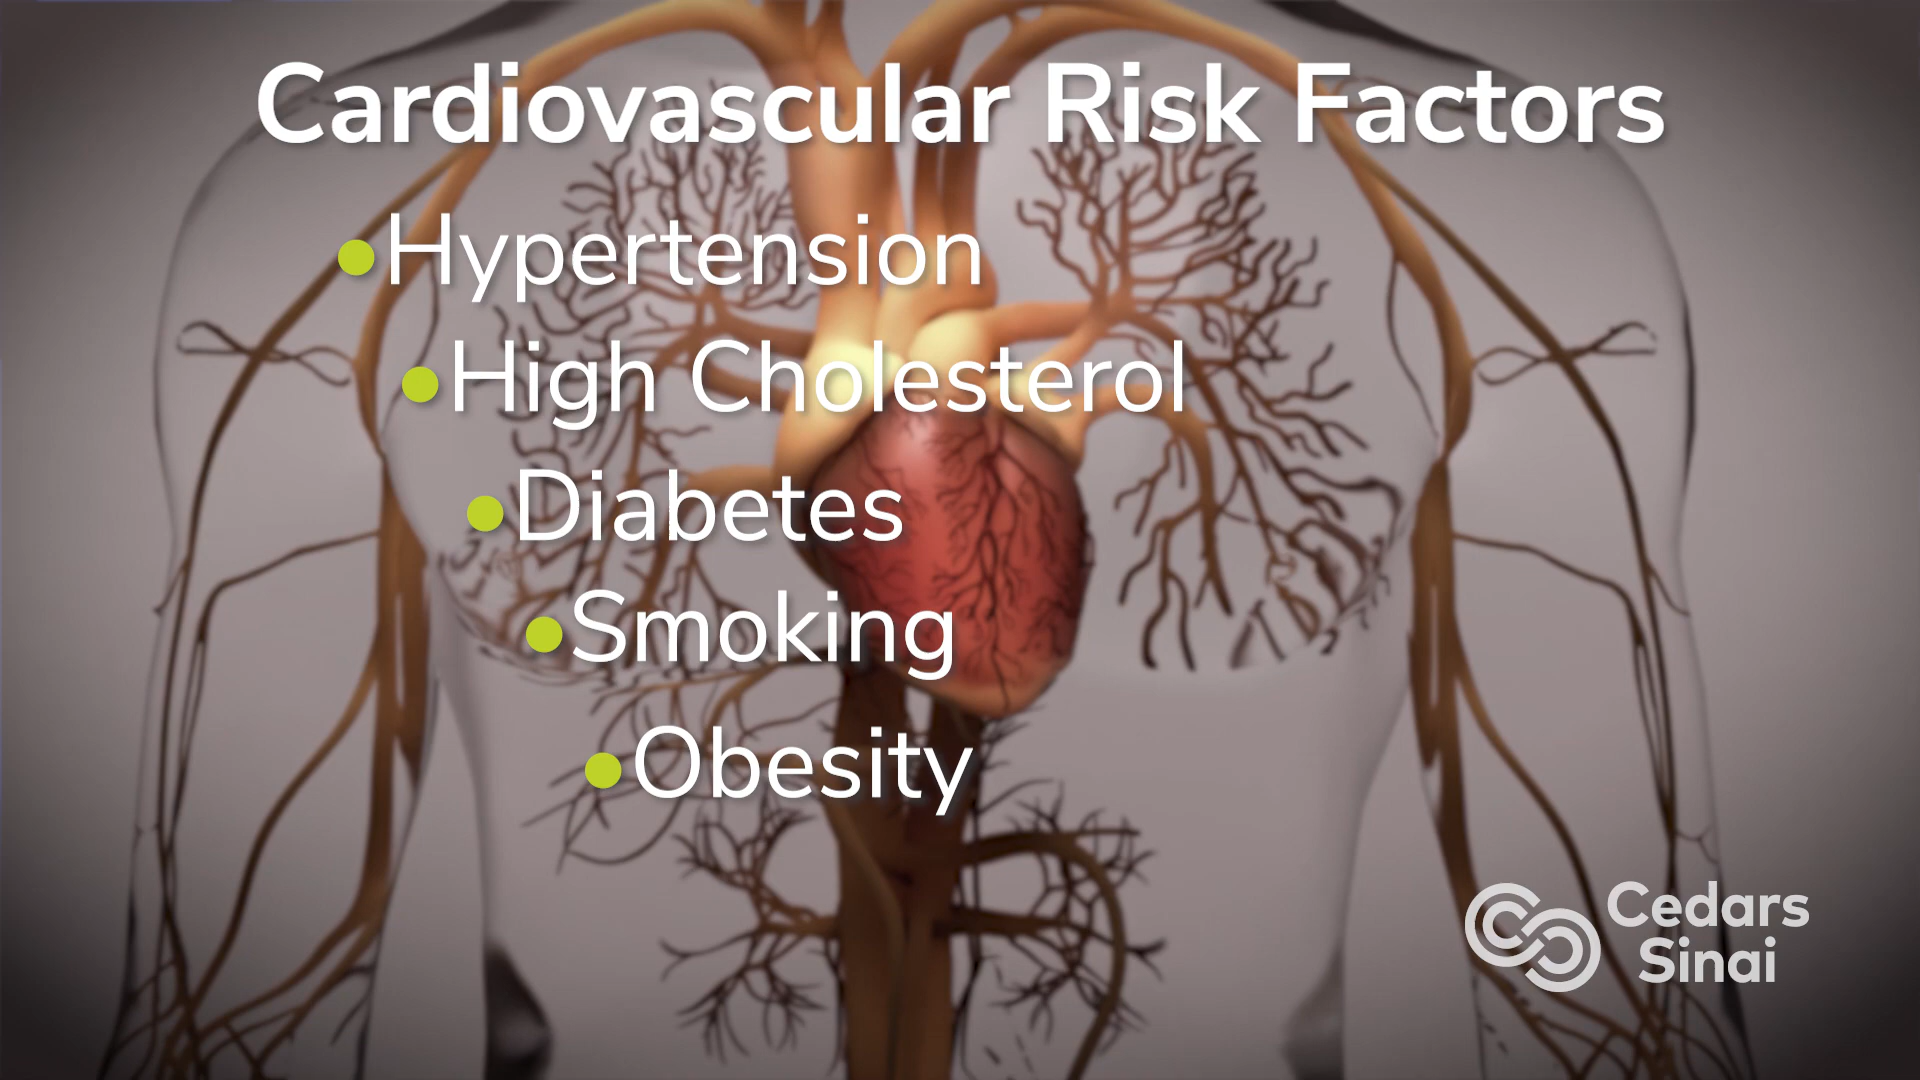 Cardiovascular Risk Factors
Hypertension
High Cholesterol
Diabetes
Smoking
Obesity
Cedars
Sinai